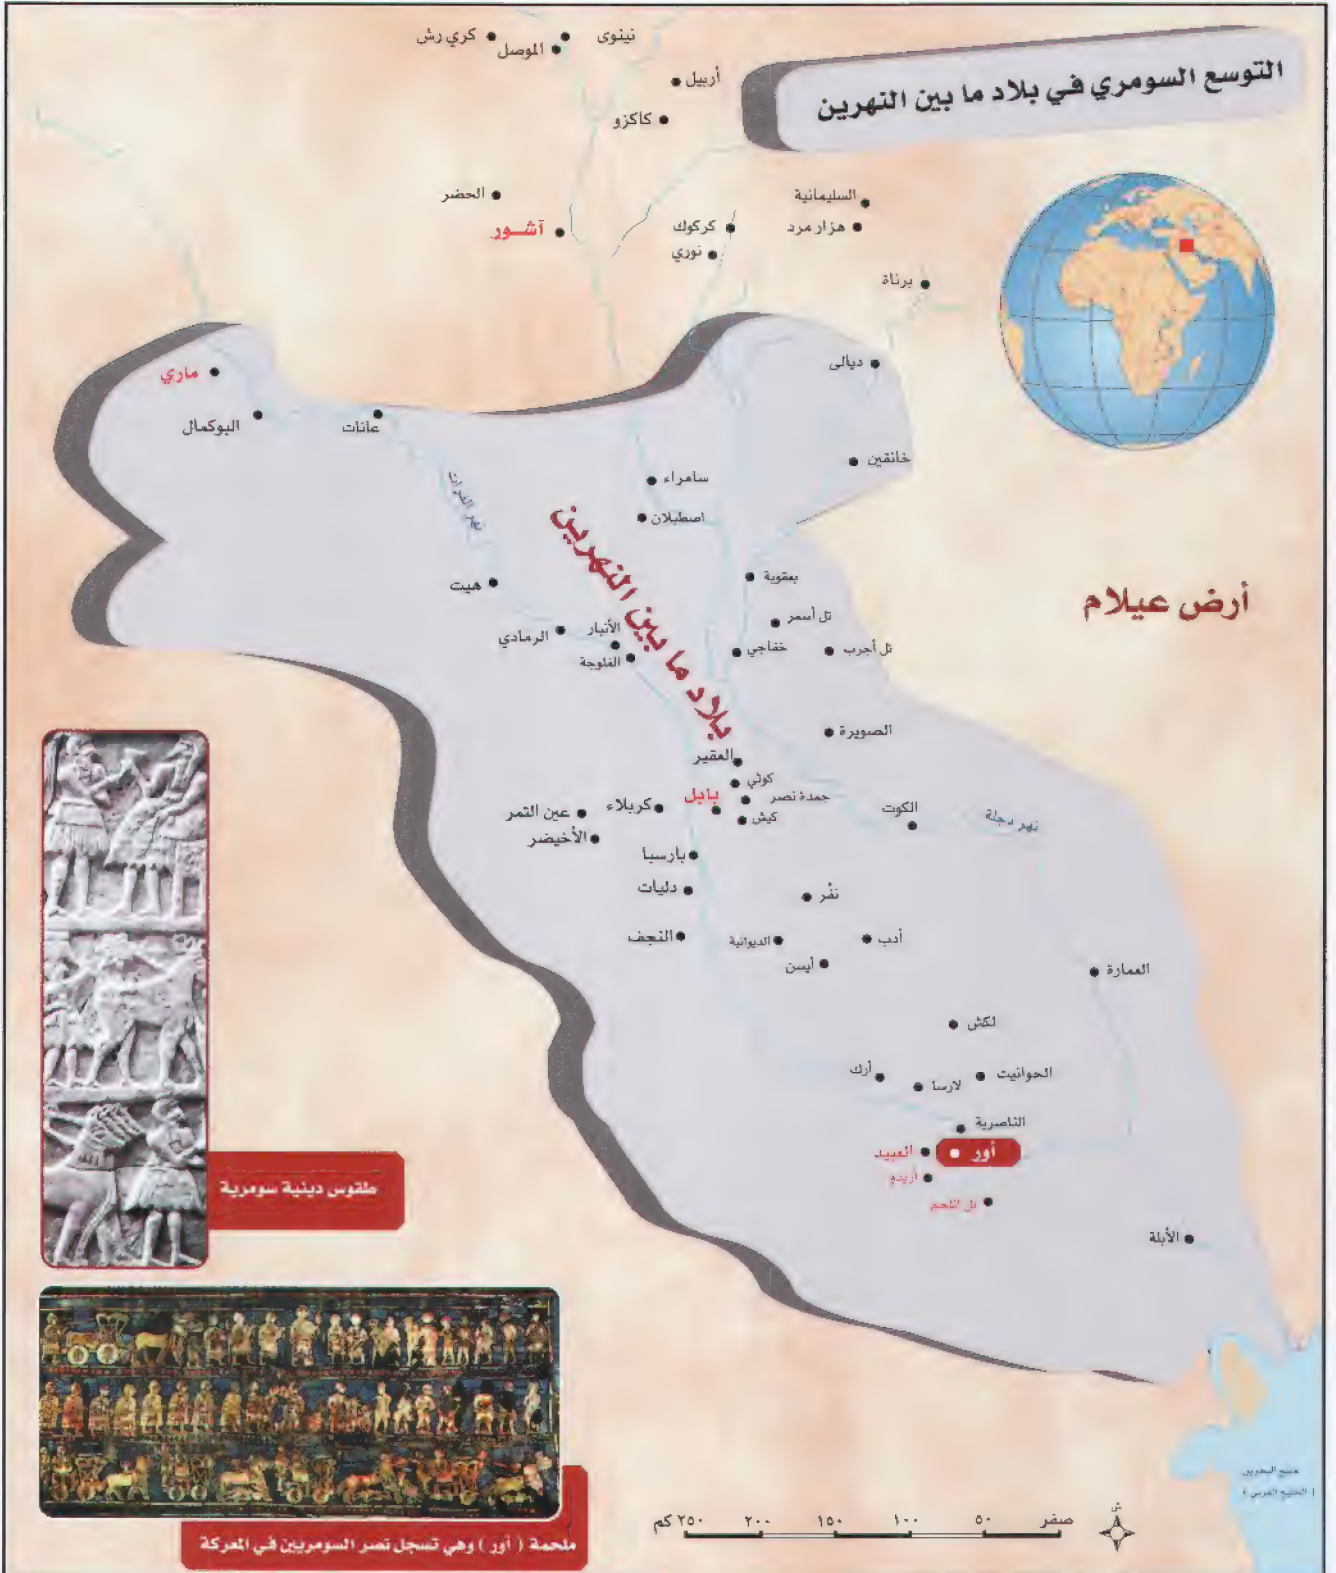 التوسع السومري في بلاد ما بين النهرين
نينوى
كري رش
الموصل
أربيل
كاكزو
الحضر
السليمانية
آشور
كركوك
هزار مرد
نوزي
برناة
ديالى
ماري
البوكمال
عانات
خانقين
سامراء
نهر الفرات
اصطبلان
بلاد ما بين النهرين
بعقوبة
هيت
أرض عيلام
تل أسمر
الأنبار
الرمادي
خفاجي
تل أجرب
الفلوجة
الصويرة
العقير
كوثي
بابل
جمدة نصر
كربلاء
عين التمر
الكوت
كيش
نهر دجلة
الأخيضر
بارسيا
دلبات
نفّر
النجف
الديوانية
أدب
أيسن
العمارة
لكش
أرك
الحوانيت
لارسا
الناصرية
العبيد
أور
أريدو
تل اللحم
الأبلة
طقوس دينية سومرية
ملحمة ( أور ) وهي تسجل نصر السومريين في المعركة
ش
صفر ٥٠ ١٠٠ ١٥٠ ٢٠٠ ٢٥٠ كم